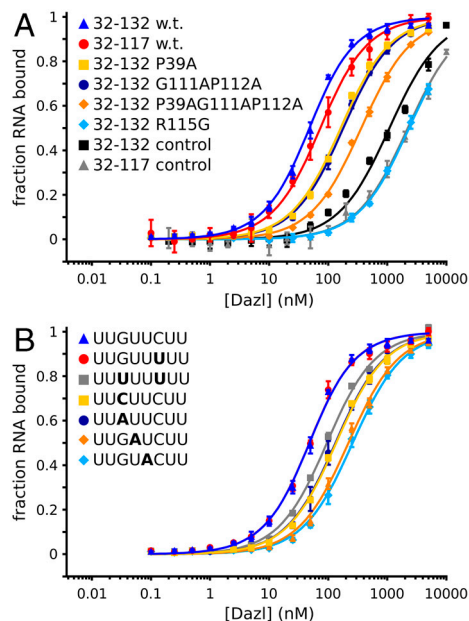 A
32-132 w.t.
32-117 w.t.
32-132 P39A
32-132 G111AP112A
32-132 P39AG111AP112A
32-132 R115G
32-132 control
32-117 control
fraction RNA bound
1
0.8
0.6
0.4
0.2
0
0.01 0.1 1 10 100 1000 10000
[Dazl] (nM)
B
UUGUUCUU
UUGUUUUU
UUUUUUUU
UUCUUCUU
UUAUUCUU
UUGAUCUU
UUGUACUU
fraction RNA bound
1
0.8
0.6
0.4
0.2
0
0.01 0.1 1 10 100 1000 10000
[Dazl] (nM)